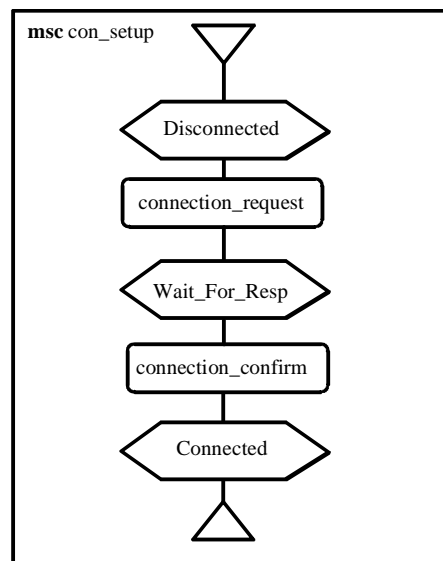 msc con_setup
Disconnected
connection_request
Wait_For_Resp
connection_confirm
Connected